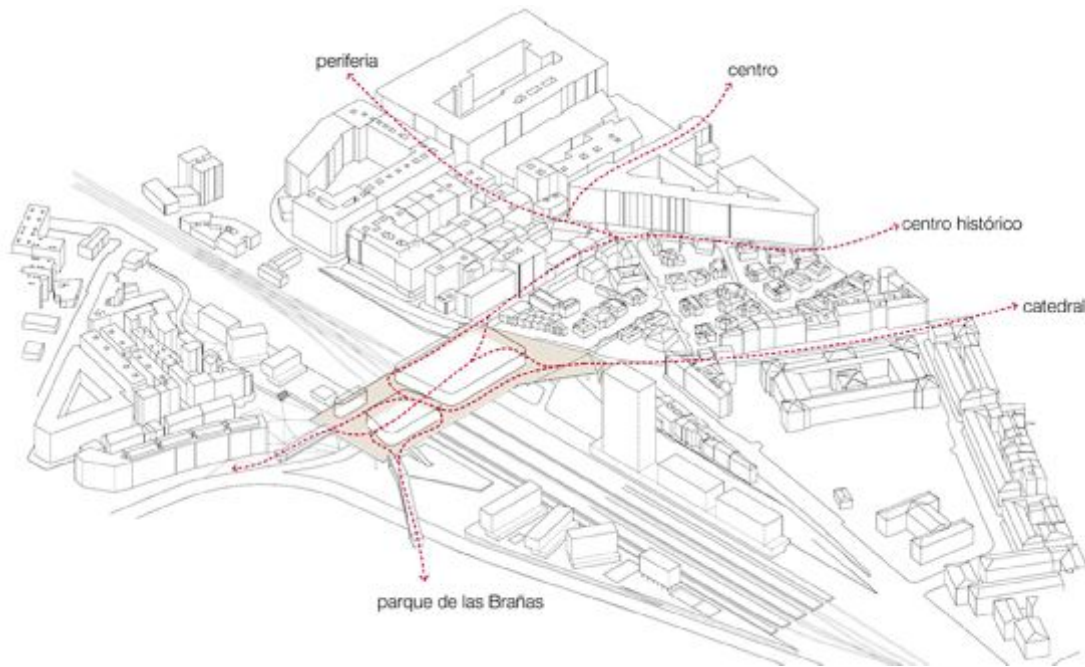 periferia
centro
centro histórico
catedral
parque de las Brañas